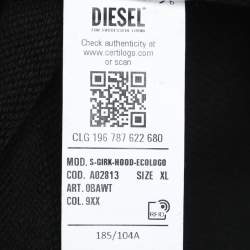 DIESEL
FOR SUCCESSFUL LIVING
Check authenticity at
www.certilogo.com
or scan
CLG 196 787 622 680
MOD. S-GIRK-HOOD-ECOLOGO
COD. A02813 SIZE XL
ART. 0BAWT
COL. 9XX
RFID
185/104A